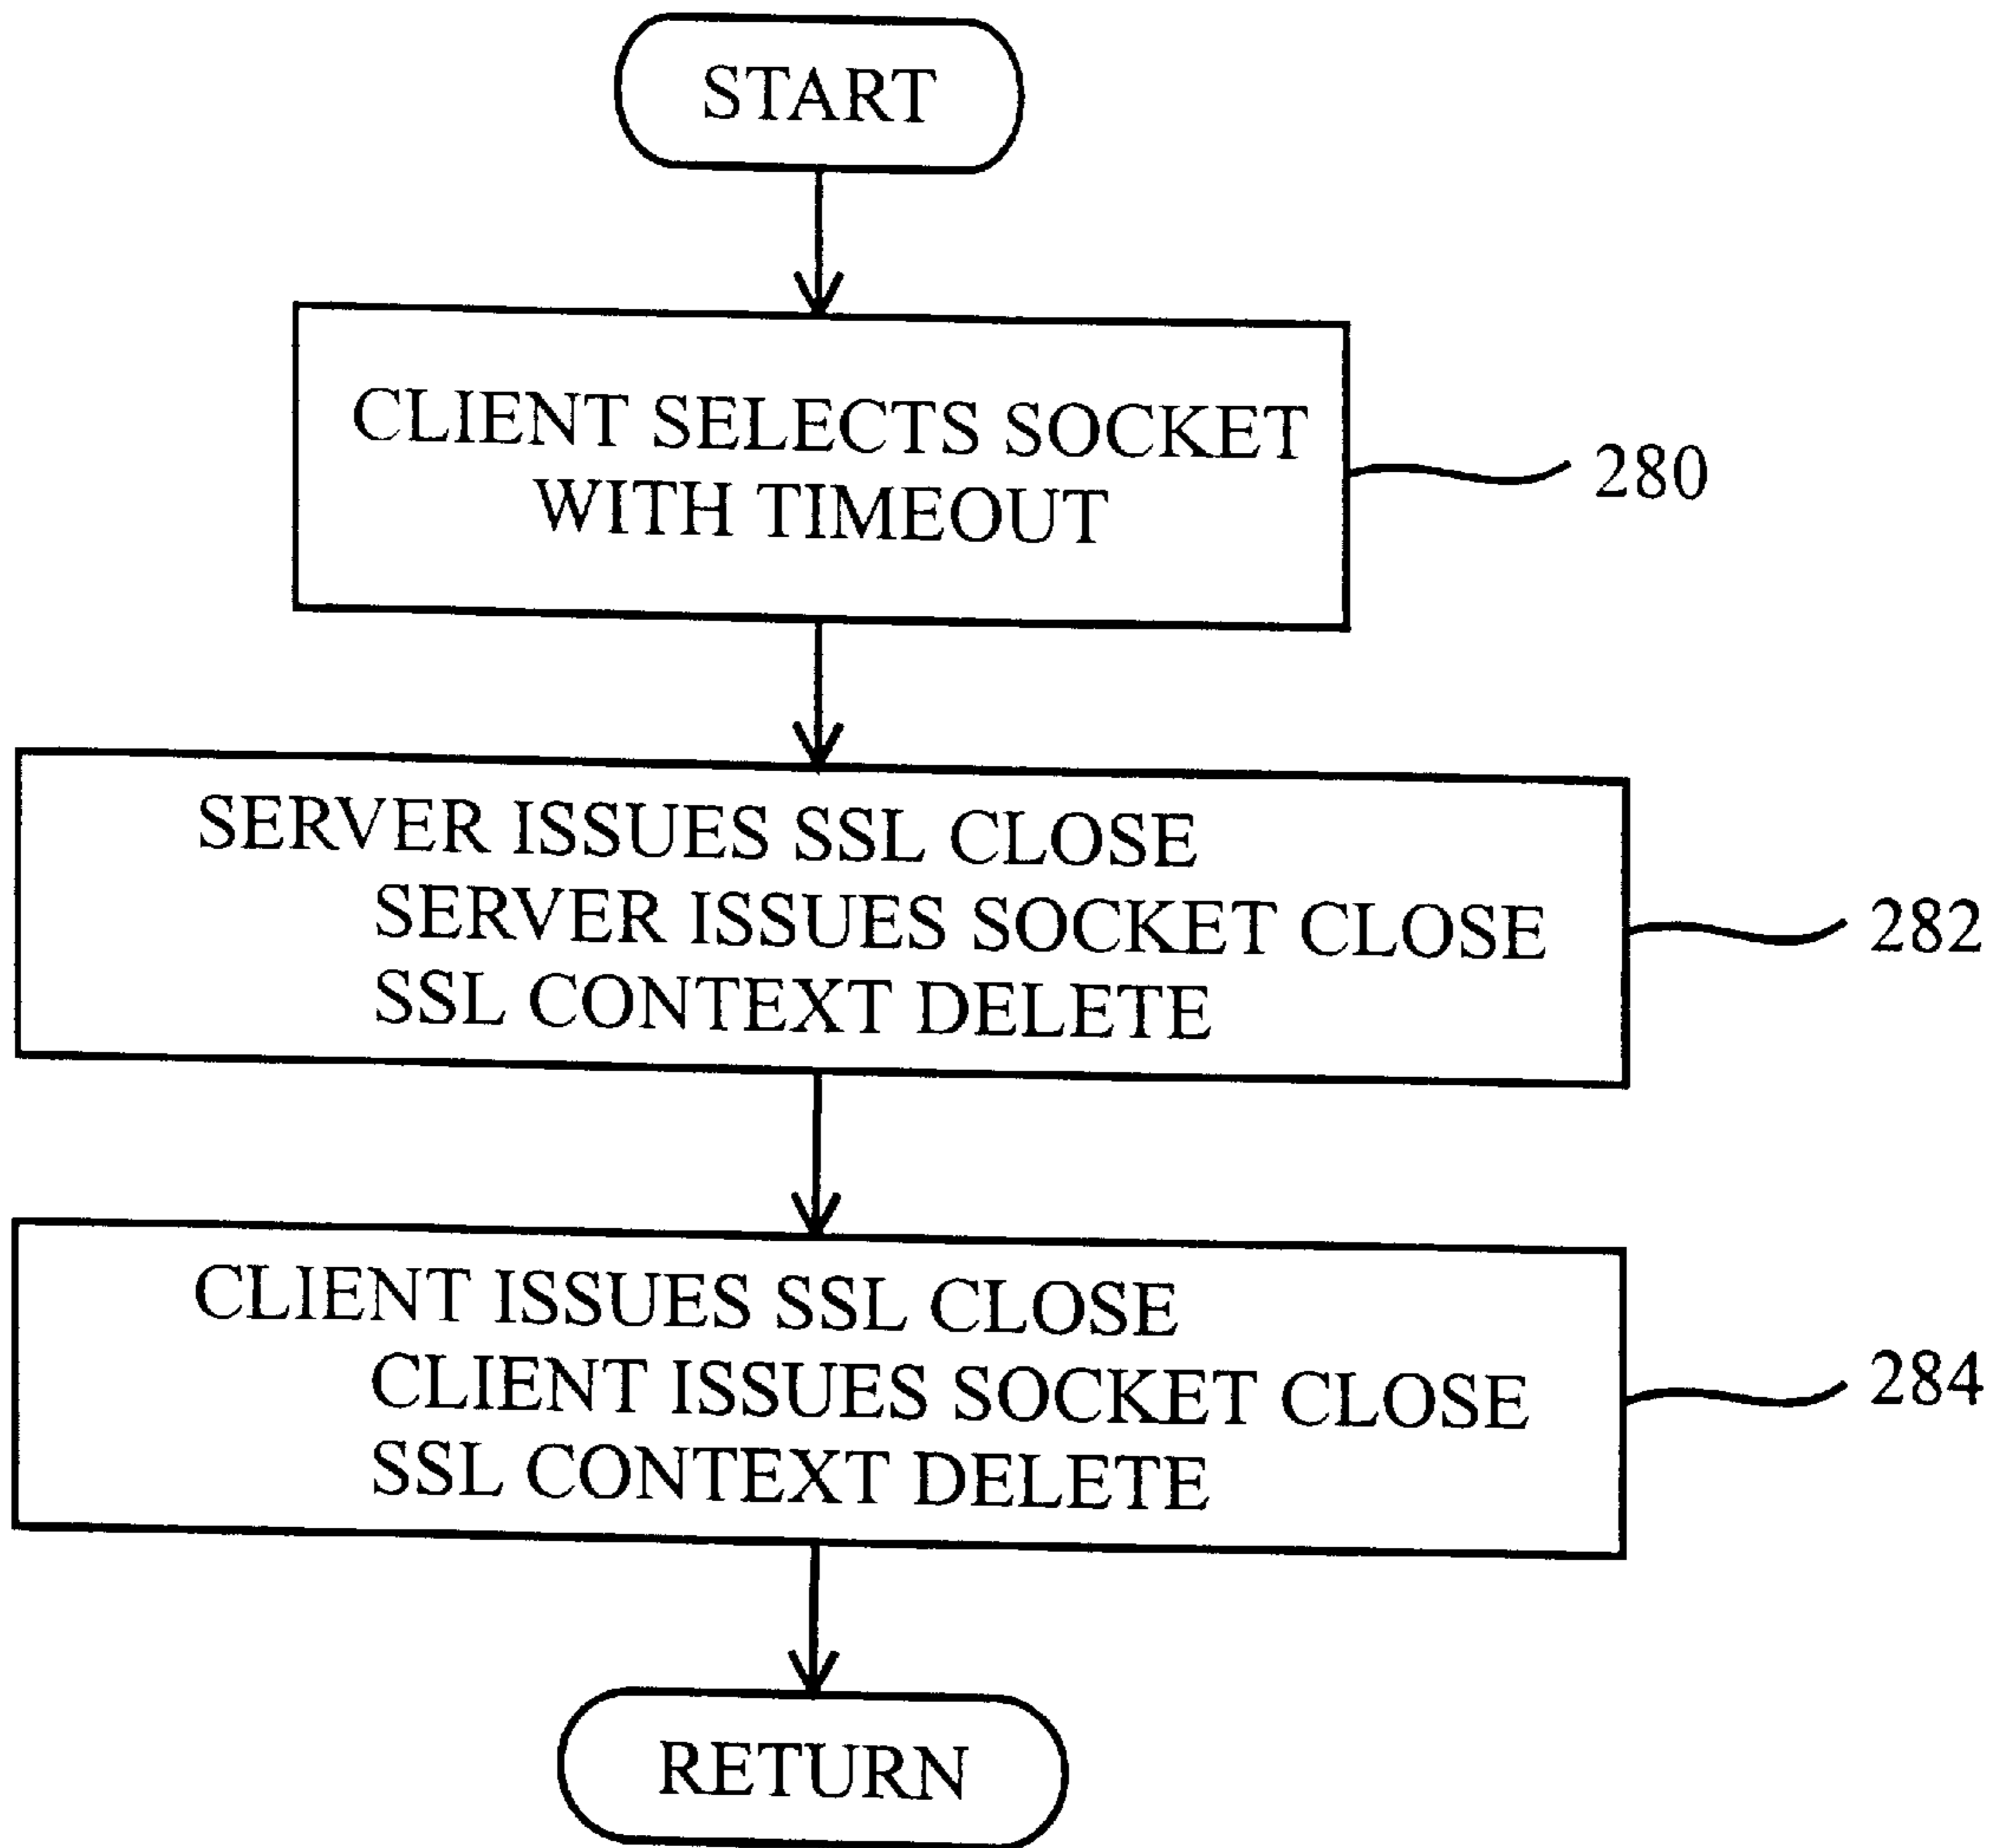 START
CLIENT SELECTS SOCKET
WITH TIMEOUT
280
SERVER ISSUES SSL CLOSE
SERVER ISSUES SOCKET CLOSE
SSL CONTEXT DELETE
282
CLIENT ISSUES SSL CLOSE
CLIENT ISSUES SOCKET CLOSE
SSL CONTEXT DELETE
284
RETURN